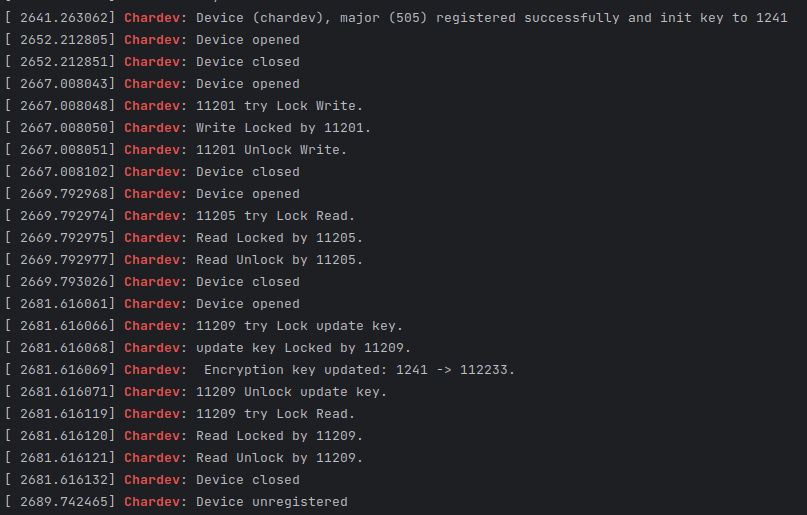 [ 2641.263062] Chardev: Device (chardev), major (505) registered successfully and init key to 1241
[ 2652.212805] Chardev: Device opened
[ 2652.212851] Chardev: Device closed
[ 2667.008043] Chardev: Device opened
[ 2667.008048] Chardev: 11201 try Lock Write.
[ 2667.008050] Chardev: Write Locked by 11201.
[ 2667.008051] Chardev: 11201 Unlock Write.
[ 2667.008102] Chardev: Device closed
[ 2669.792968] Chardev: Device opened
[ 2669.792974] Chardev: 11205 try Lock Read.
[ 2669.792975] Chardev: Read Locked by 11205.
[ 2669.792977] Chardev: Read Unlock by 11205.
[ 2669.793026] Chardev: Device closed
[ 2681.616061] Chardev: Device opened
[ 2681.616066] Chardev: 11209 try Lock update key.
[ 2681.616068] Chardev: update key Locked by 11209.
[ 2681.616069] Chardev:  Encryption key updated: 1241 -> 112233.
[ 2681.616071] Chardev: 11209 Unlock update key.
[ 2681.616119] Chardev: 11209 try Lock Read.
[ 2681.616120] Chardev: Read Locked by 11209.
[ 2681.616121] Chardev: Read Unlock by 11209.
[ 2681.616132] Chardev: Device closed
[ 2689.742465] Chardev: Device unregistered